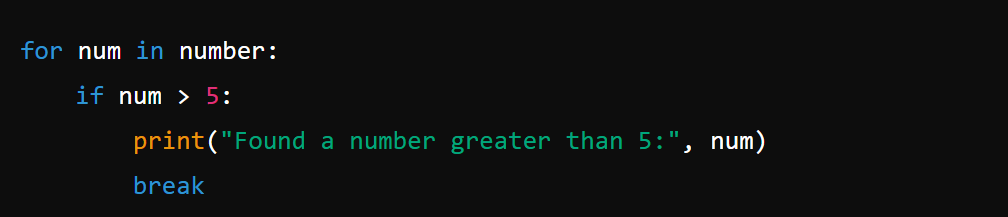 for num in number:
    if num > 5:
        print("Found a number greater than 5:", num)
        break